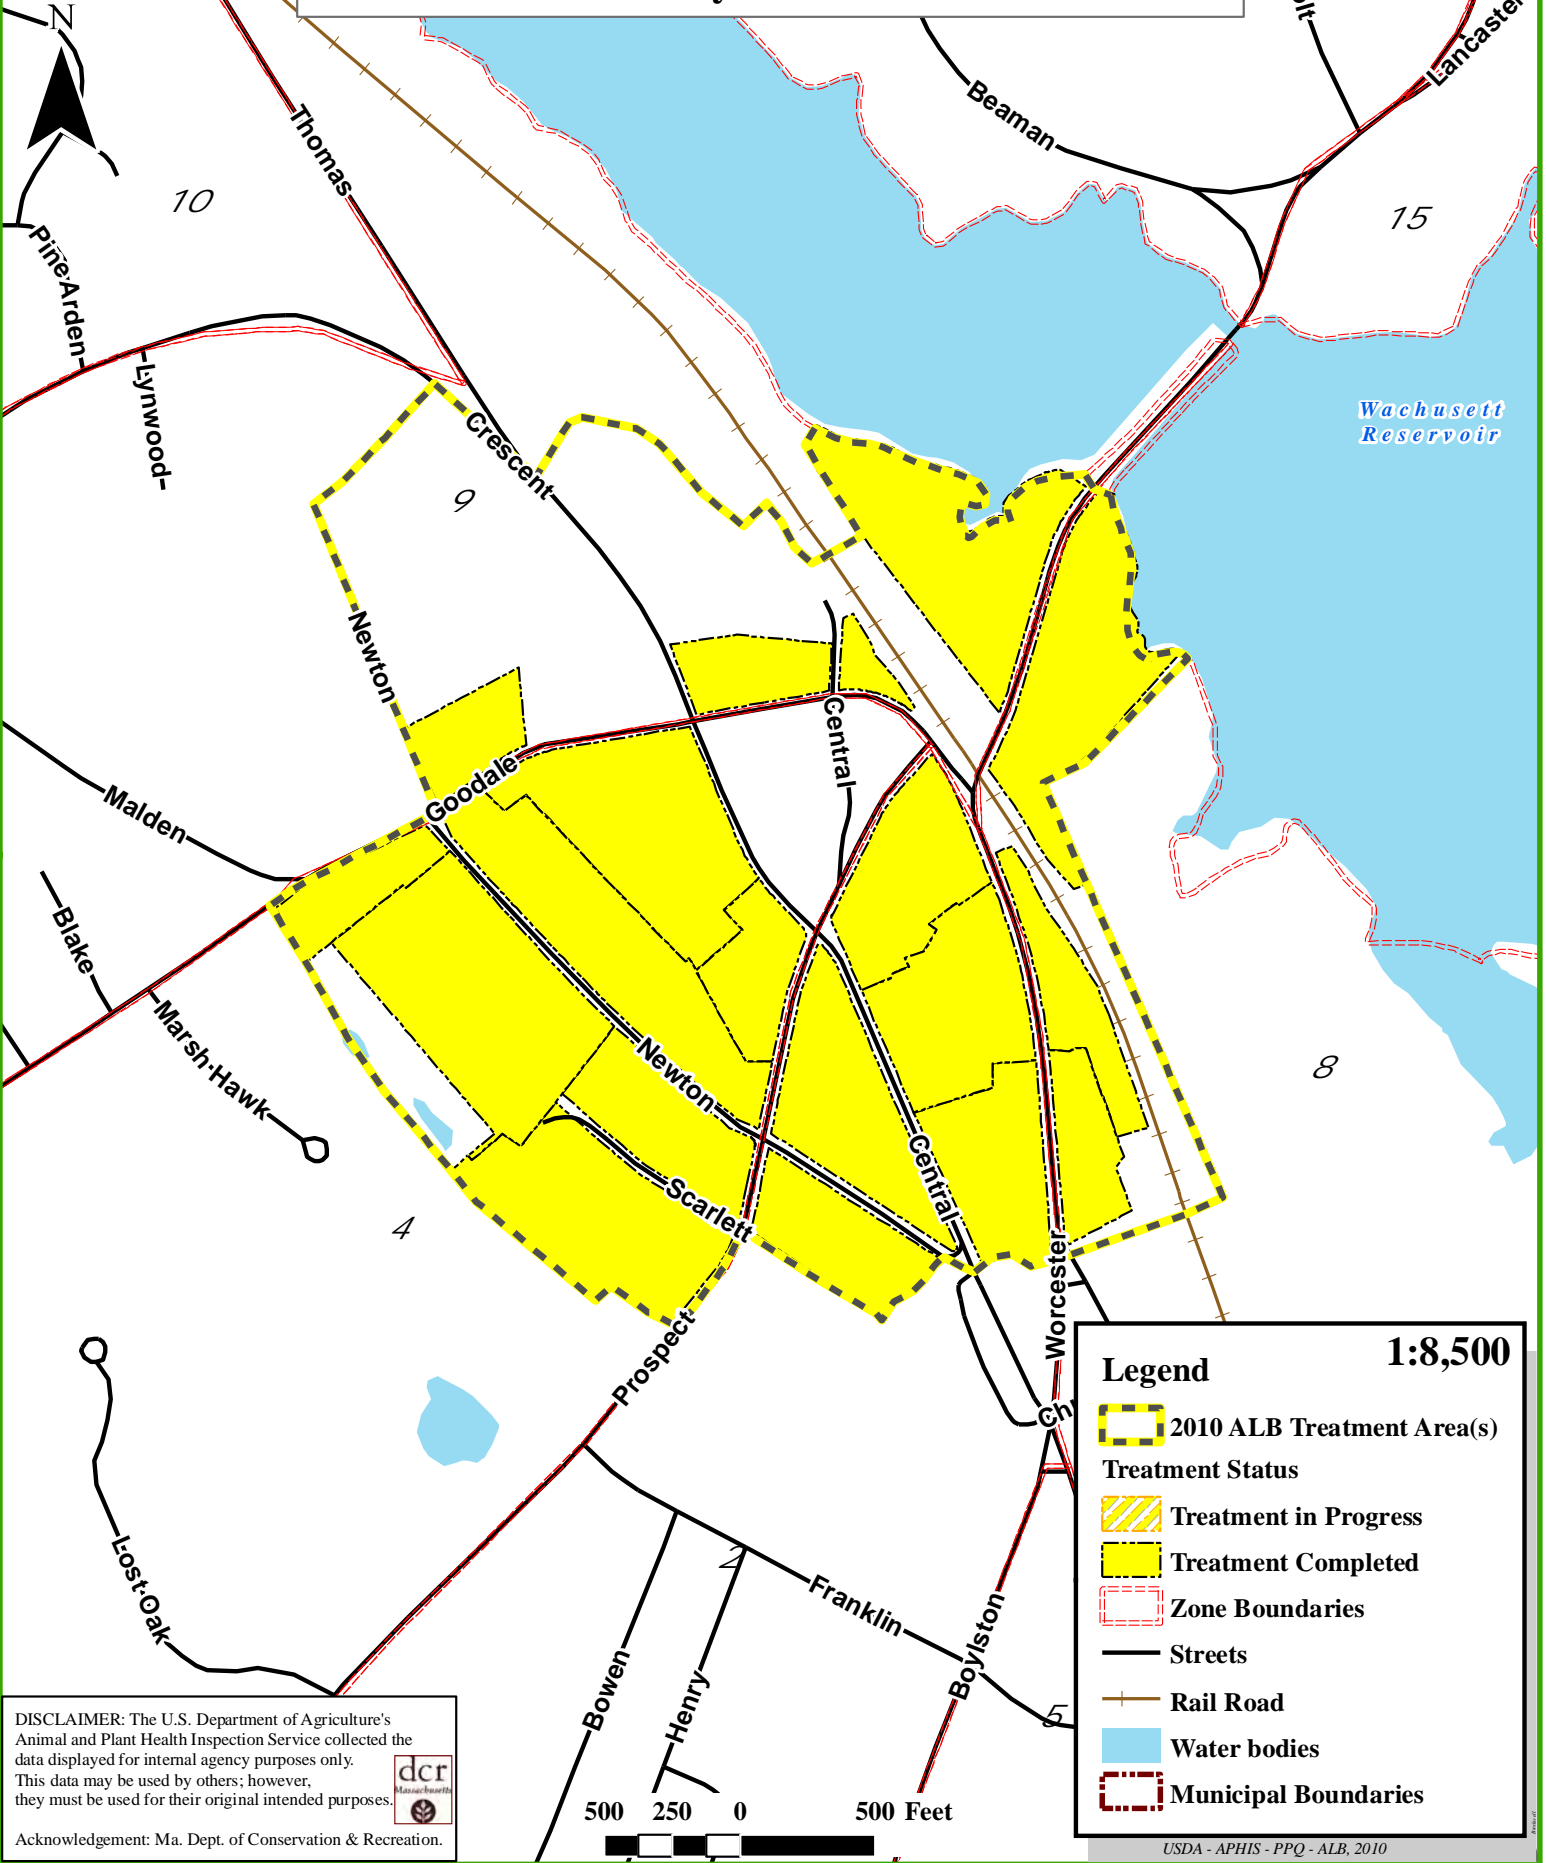 N
Thomas
Beaman
Lancaster
10
15
Pine Arden
Lynwood
Wachusett
Reservoir
Crescent
9
Newton
Central
Goodale
Malden
Blake
Marsh Hawk
Newton
8
Central
Scarlett
4
Worcester
Prospect
Lost Oak
2
Franklin
Boylston
Bowen
Henry
5
1:8,500
Legend
2010 ALB Treatment Area(s)
Treatment Status
Treatment in Progress
Treatment Completed
Zone Boundaries
Streets
Rail Road
Water bodies
Municipal Boundaries
DISCLAIMER: The U.S. Department of Agriculture's
Animal and Plant Health Inspection Service collected the
data displayed for internal agency purposes only.
This data may be used by others; however,
they must be used for their original intended purposes.
Acknowledgement: Ma. Dept. of Conservation & Recreation.
dcr
Massachusetts
500 250 0 500 Feet
USDA - APHIS - PPQ - ALB, 2010